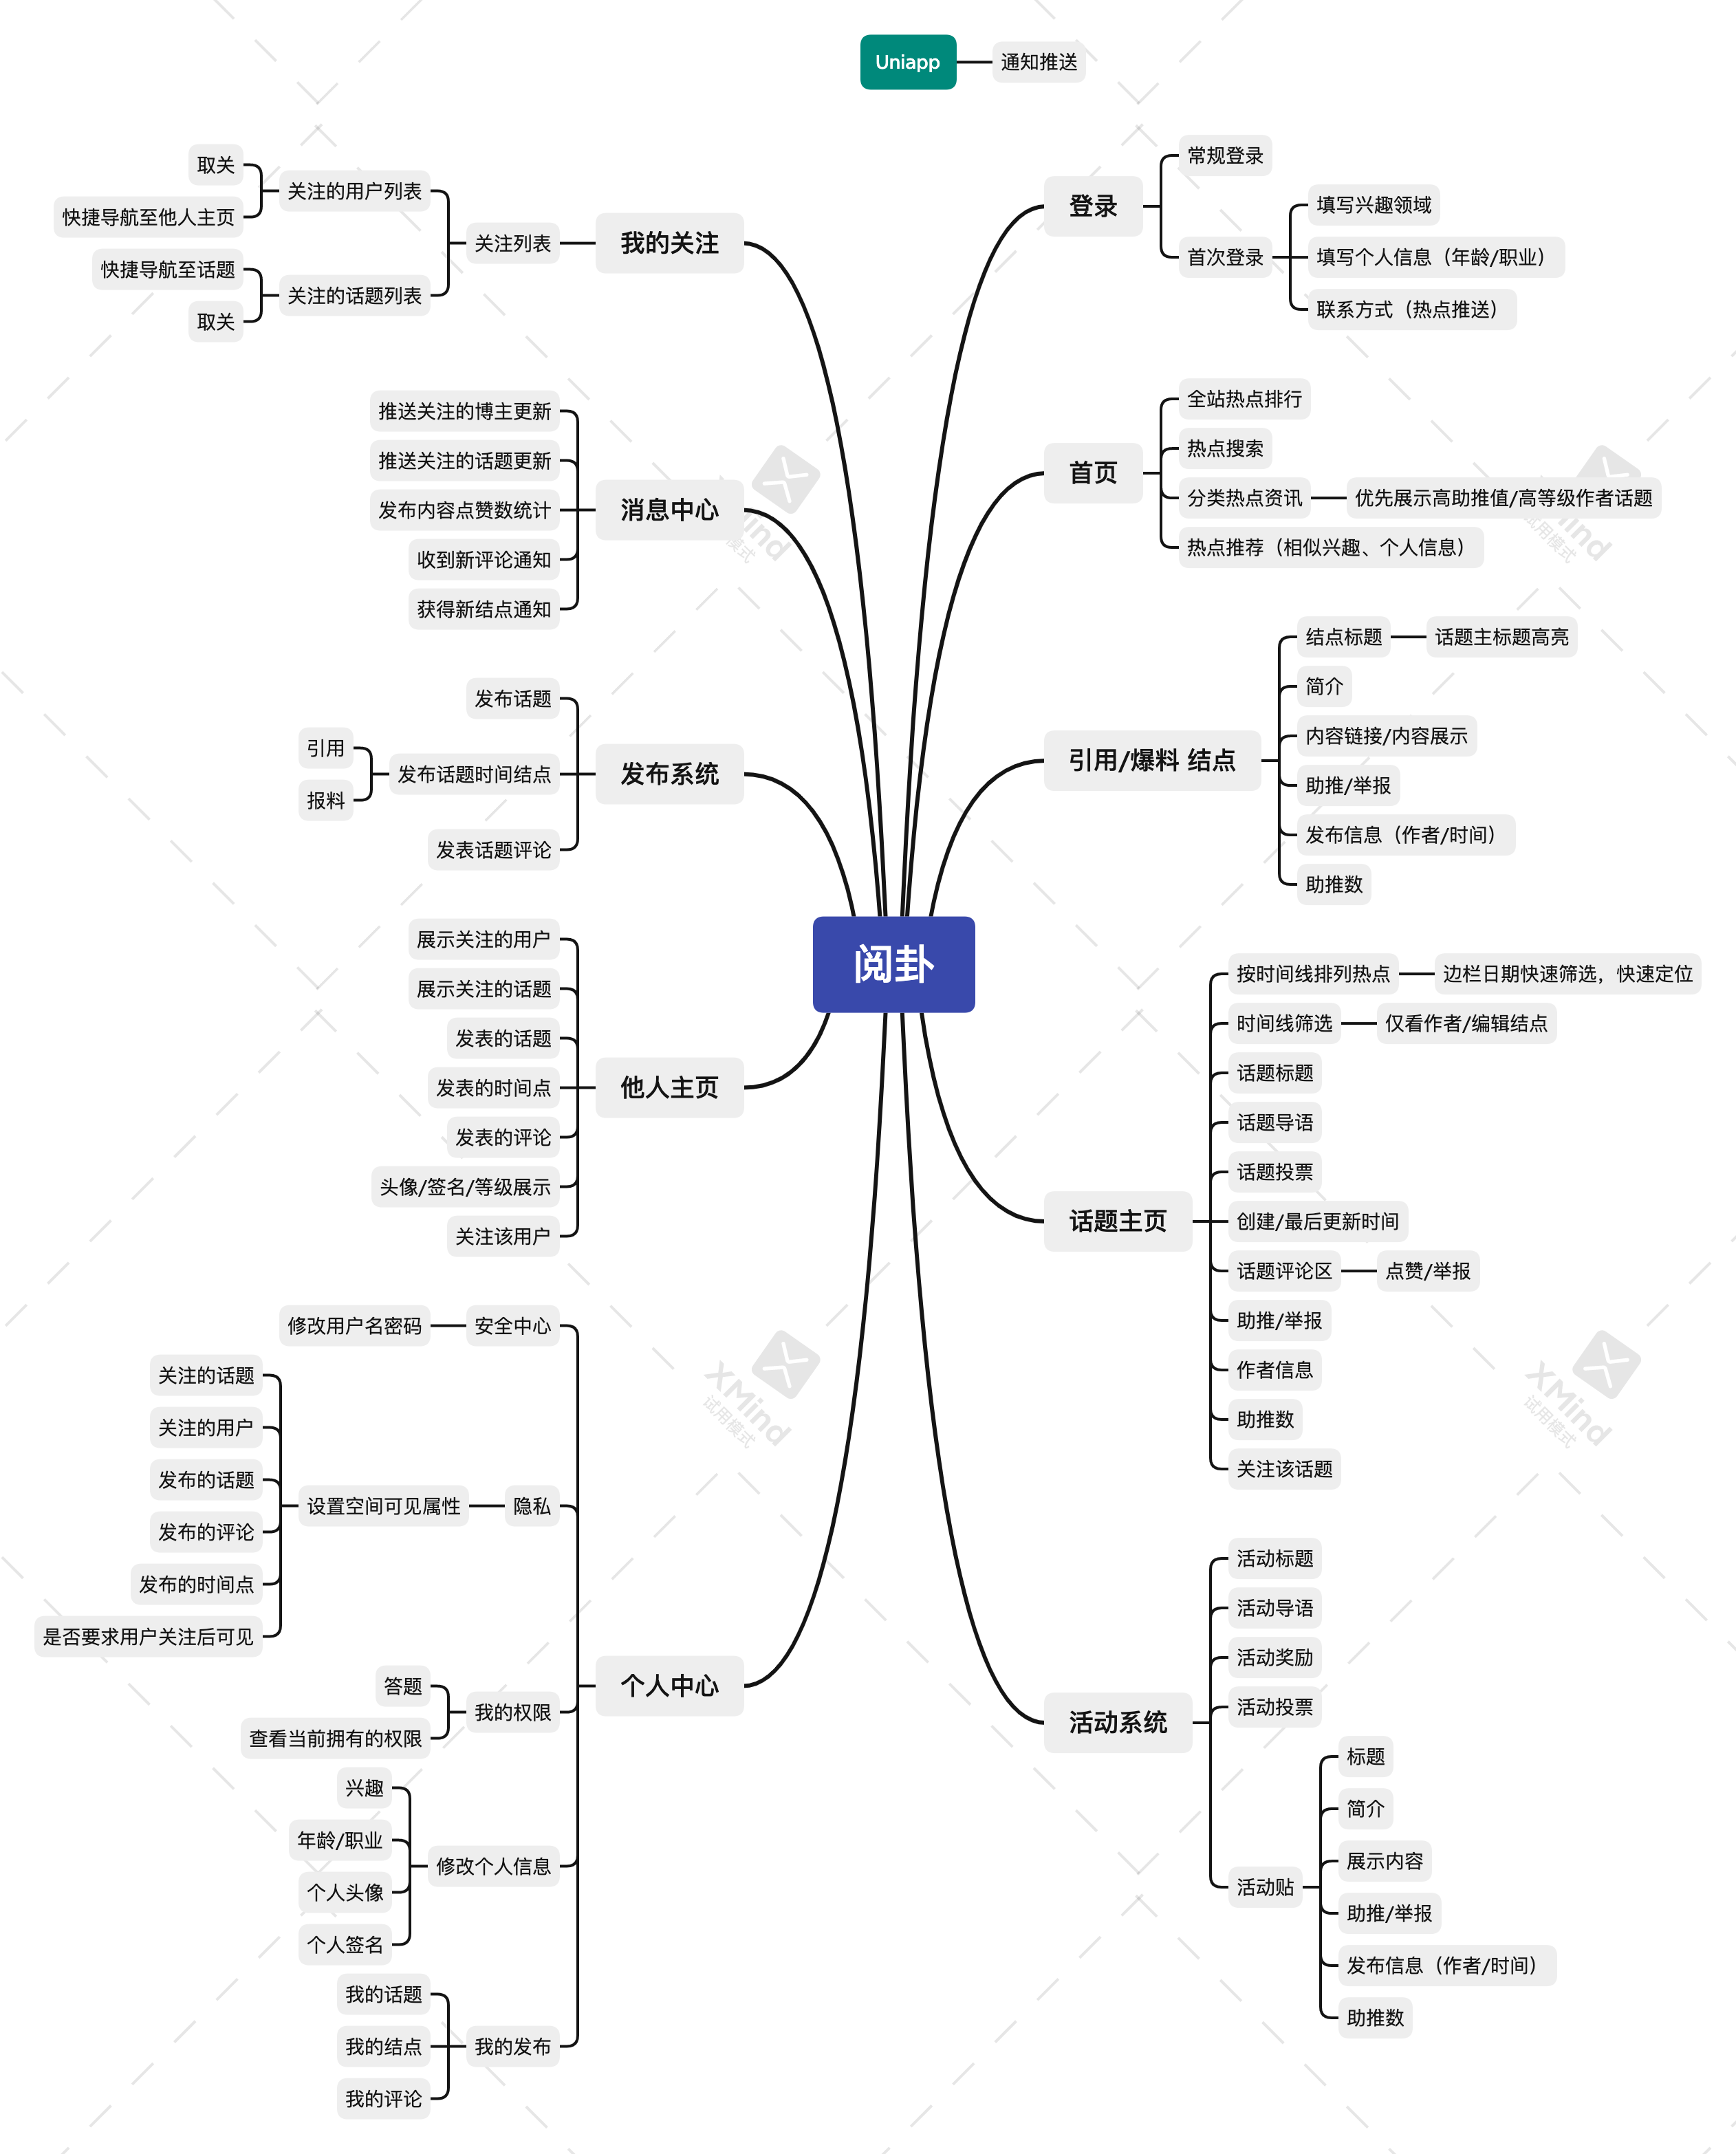 Uniapp
通知推送
阅卦
登录
常规登录
首次登录
填写兴趣领域
填写个人信息（年龄/职业）
联系方式（热点推送）
首页
全站热点排行
热点搜索
分类热点资讯
优先展示高助推值/高等级作者话题
热点推荐（相似兴趣、个人信息）
引用/爆料 结点
结点标题
话题主标题高亮
简介
内容链接/内容展示
助推/举报
发布信息（作者/时间）
助推数
话题主页
按时间线排列热点
边栏日期快速筛选，快速定位
时间线筛选
仅看作者/编辑结点
话题标题
话题导语
话题投票
创建/最后更新时间
话题评论区
点赞/举报
助推/举报
作者信息
助推数
关注该话题
活动系统
活动标题
活动导语
活动奖励
活动投票
活动贴
标题
简介
展示内容
助推/举报
发布信息（作者/时间）
助推数
我的关注
关注列表
关注的用户列表
取关
快捷导航至他人主页
关注的话题列表
快捷导航至话题
取关
消息中心
推送关注的博主更新
推送关注的话题更新
发布内容点赞数统计
收到新评论通知
获得新结点通知
发布系统
发布话题
发布话题时间结点
引用
报料
发表话题评论
他人主页
展示关注的用户
展示关注的话题
发表的话题
发表的时间点
发表的评论
头像/签名/等级展示
关注该用户
个人中心
安全中心
修改用户名密码
隐私
设置空间可见属性
关注的话题
关注的用户
发布的话题
发布的评论
发布的时间点
是否要求用户关注后可见
我的权限
答题
查看当前拥有的权限
修改个人信息
兴趣
年龄/职业
个人头像
个人签名
我的发布
我的话题
我的结点
我的评论
XMind
试用模式
XMind
试用模式